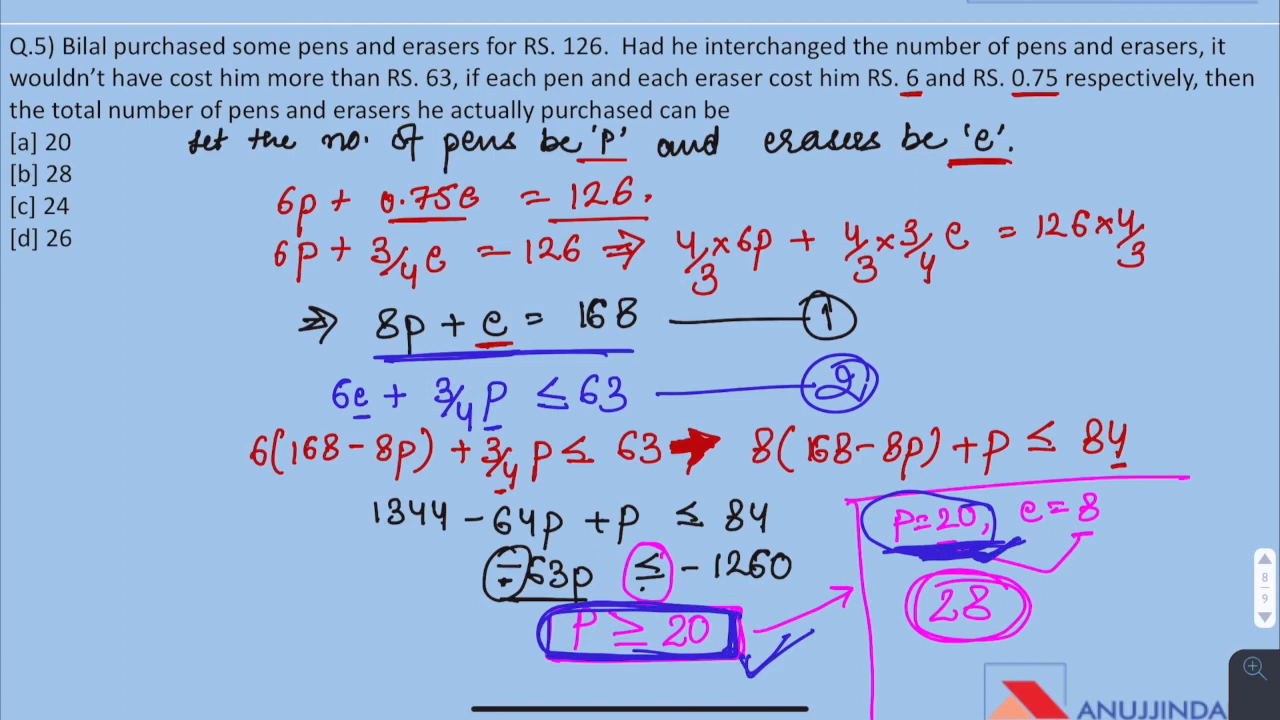 Q.5) Bilal purchased some pens and erasers for RS. 126. Had he interchanged the number of pens and erasers, it
wouldn't have cost him more than RS. 63, if each pen and each eraser cost him RS. 6 and RS. 0.75 respectively, then
the total number of pens and erasers he actually purchased can be
[a] 20
let the no. of pens be 'P' and erasers be 'e'.
[b] 28
[c] 24
[d] 26
6p + 0.75e = 126.
6p + 3/4 e = 126 ⇒ 4/3 × 6p + 4/3 × 3/4 e = 126 × 4/3
⇒ 8p + e = 168 ——— 1
6e + 3/4 P ≤ 63 ——— 2
6(168 - 8p) + 3/4 p ≤ 63 → 8(168 - 8p) + p ≤ 84
1344 - 64p + p ≤ 84
P = 20, e = 8
- 63p ≤ - 1260
28
P ≥ 20
8
9
ANUJJINDA